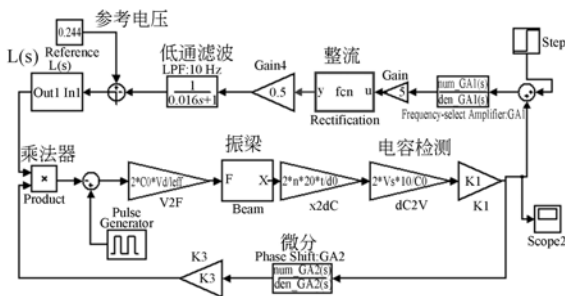 参考电压
0.244
Reference
L(s)
L(s)
Out1 In1
低通滤波
LPF:10 Hz
1
0.016s+1
Gain4
0.5
整流
y fcn u
Rectification
Gain
5
num_GA1(s)
den_GA1(s)
Frequency-select Amplifier:GA1
Step
乘法器
×
Product
2*C0*Vd/leff
V2F
振梁
F X
Beam
2*n*20*t/d0
x2dC
电容检测
2*Vs*10/C0
dC2V
K1
K1
Scope2
Pulse
Generator
微分
Phase Shift:GA2
num_GA2(s)
den_GA2(s)
K3
K3